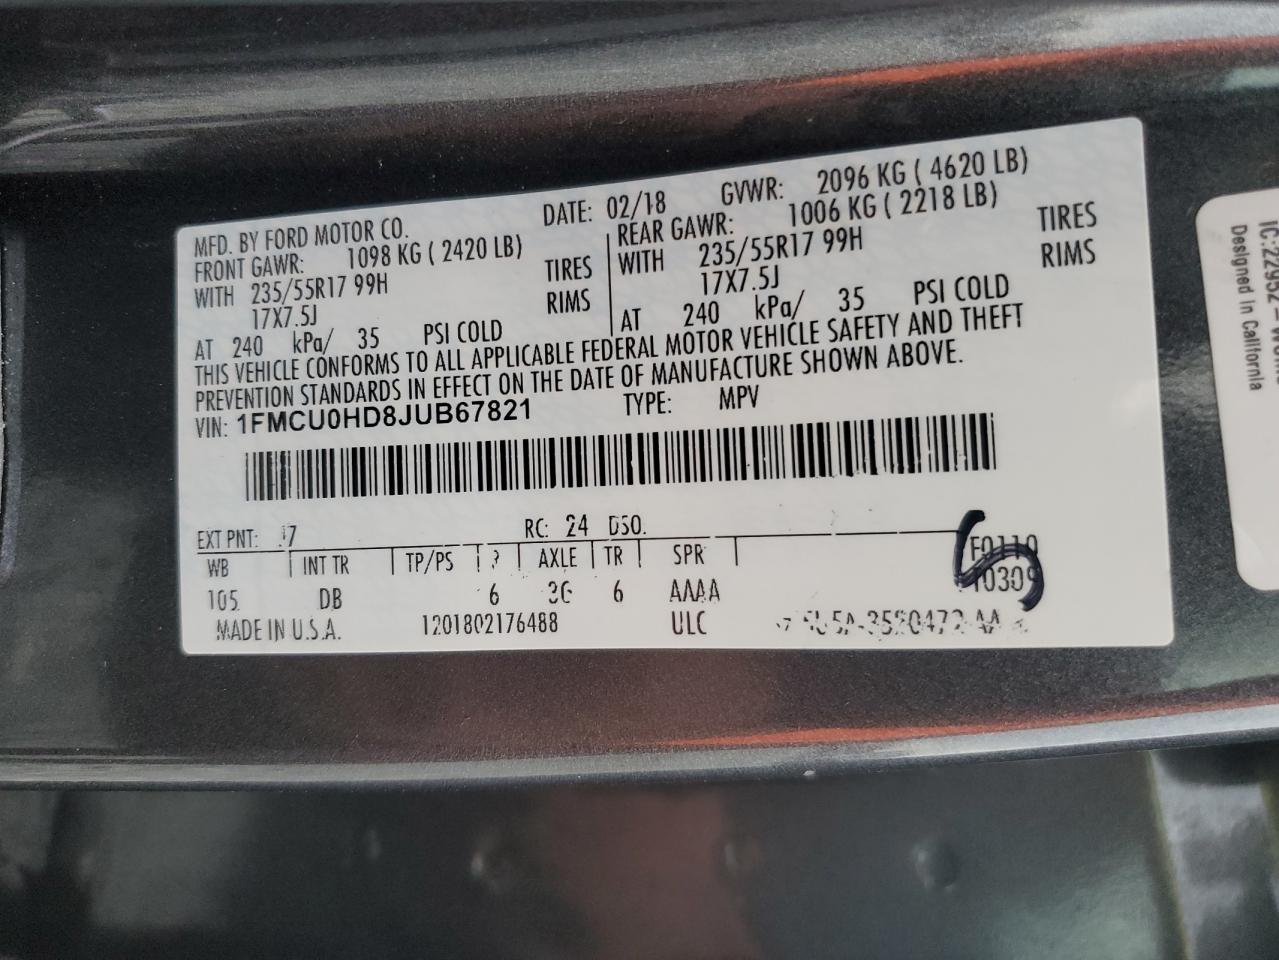 MFD. BY FORD MOTOR CO.
DATE: 02/18
GVWR: 2096 KG ( 4620 LB)
FRONT GAWR: 1098 KG ( 2420 LB)
REAR GAWR: 1006 KG ( 2218 LB)
WITH 235/55R17 99H TIRES
WITH 235/55R17 99H TIRES
17X7.5J RIMS
17X7.5J RIMS
AT 240 kPa/ 35 PSI COLD
AT 240 kPa/ 35 PSI COLD
THIS VEHICLE CONFORMS TO ALL APPLICABLE FEDERAL MOTOR VEHICLE SAFETY AND THEFT
PREVENTION STANDARDS IN EFFECT ON THE DATE OF MANUFACTURE SHOWN ABOVE.
VIN: 1FMCU0HD8JUB67821
TYPE: MPV
EXT PNT: J7 RC: 24 DSO:
WB INT TR TP/PS R AXLE TR SPR
F0110
105 DB 6 3G 6 AAAA
10309
MADE IN U.S.A. 1201802176488 ULC
Designed in California